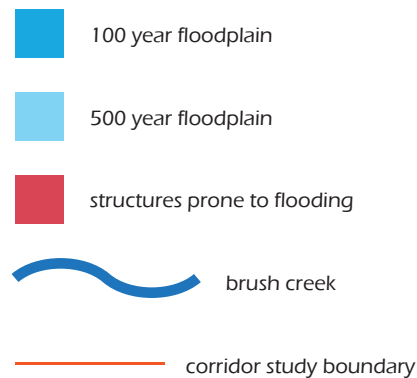 100 year floodplain
500 year floodplain
structures prone to flooding
brush creek
corridor study boundary